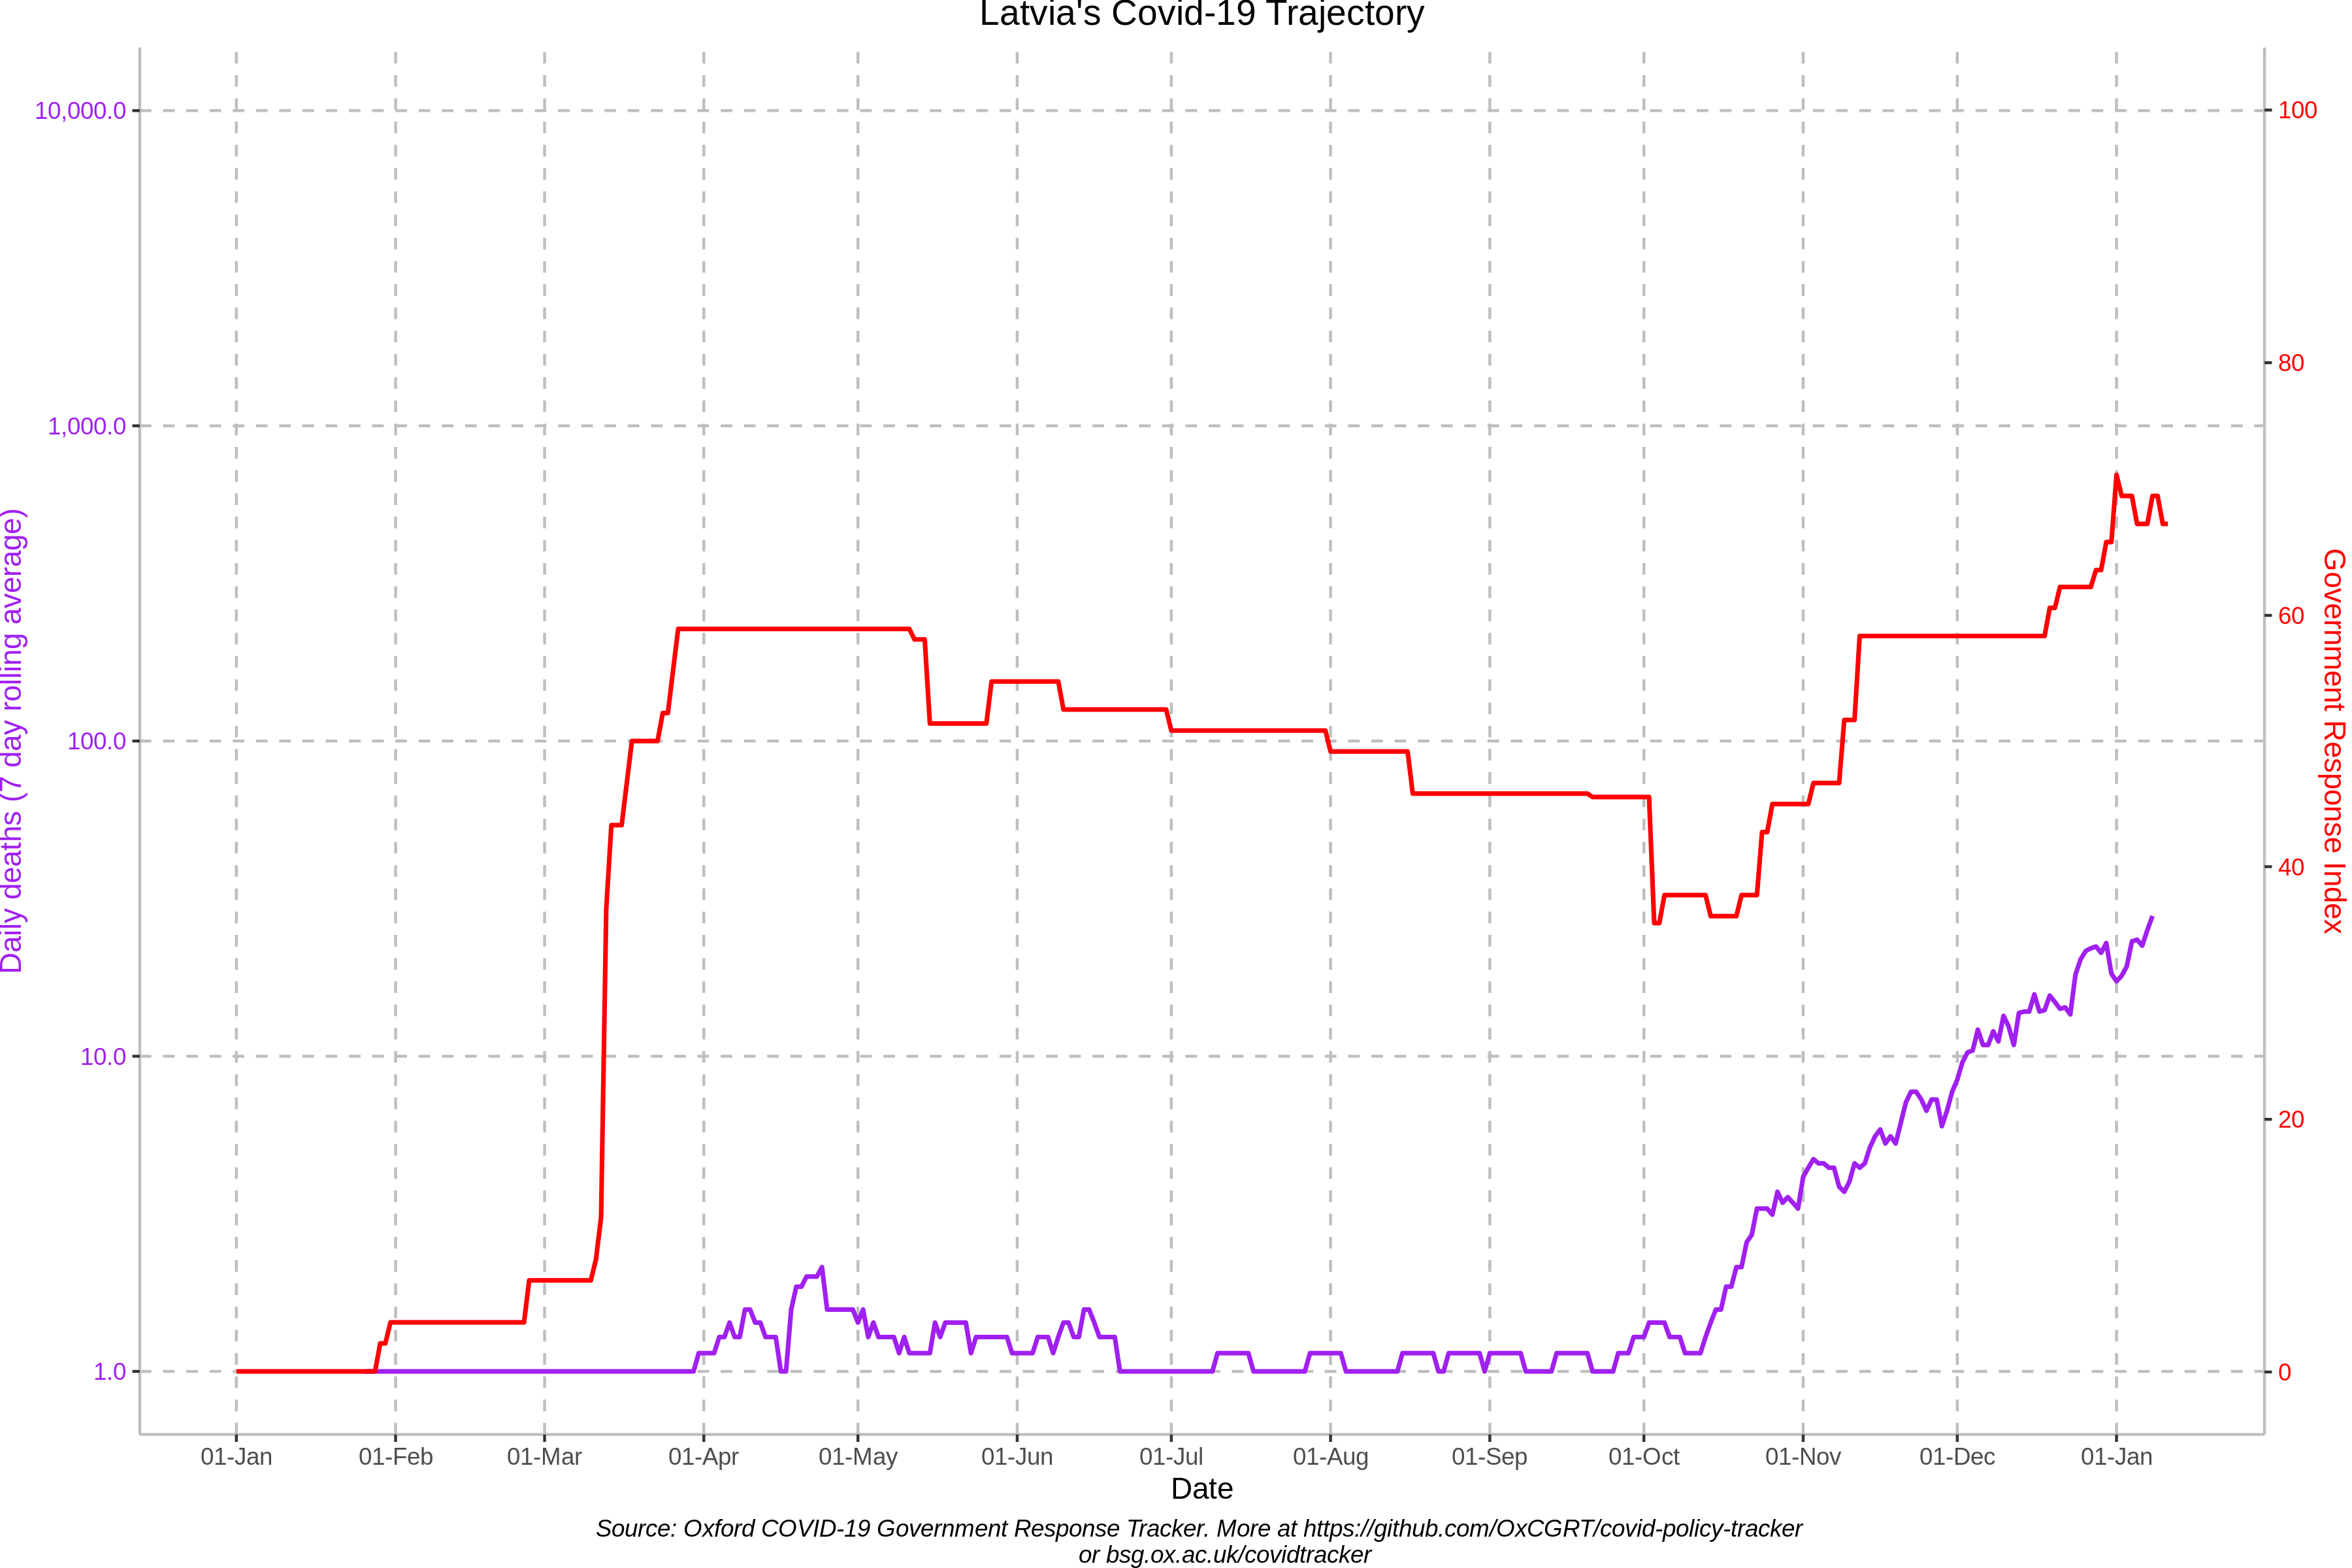 Latvia's Covid-19 Trajectory
10,000.0
1,000.0
100.0
10.0
1.0
Daily deaths (7 day rolling average)
100
80
60
40
20
0
Government Response Index
01-Jan 01-Feb 01-Mar 01-Apr 01-May 01-Jun 01-Jul 01-Aug 01-Sep 01-Oct 01-Nov 01-Dec 01-Jan
Date
Source: Oxford COVID-19 Government Response Tracker. More at https://github.com/OxCGRT/covid-policy-tracker
or bsg.ox.ac.uk/covidtracker